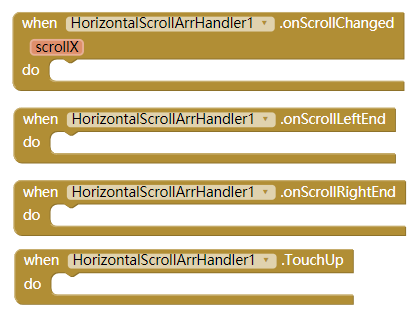 when HorizontalScrollArrHandler1 .onScrollChanged
scrollX
do
when HorizontalScrollArrHandler1 .onScrollLeftEnd
do
when HorizontalScrollArrHandler1 .onScrollRightEnd
do
when HorizontalScrollArrHandler1 .TouchUp
do